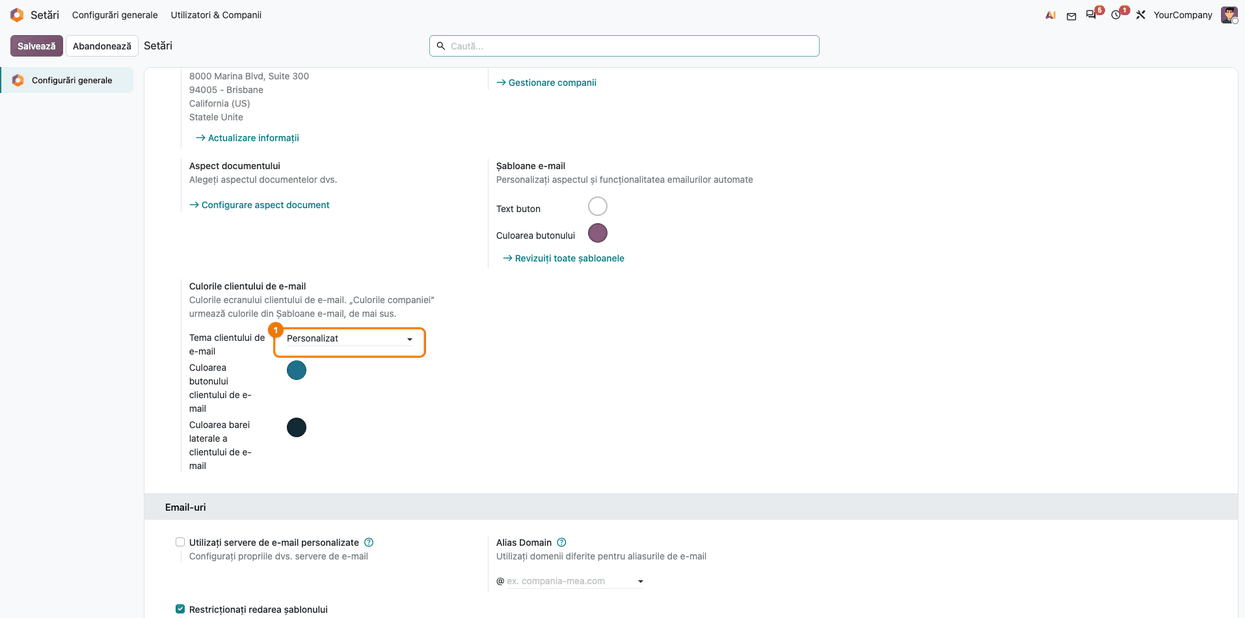 Setări
Configurări generale
Utilizatori & Companii
AI
5
1
YourCompany
Salvează
Abandonează
Setări
Caută...
Configurări generale
8000 Marina Blvd, Suite 300
94005 - Brisbane
California (US)
Statele Unite
→ Actualizare informații
→ Gestionare companii
Aspect documentului
Alegeți aspectul documentelor dvs.
→ Configurare aspect document
Șabloane e-mail
Personalizați aspectul și funcționalitatea emailurilor automate
Text buton
Culoarea butonului
→ Revizuiți toate șabloanele
Culorile clientului de e-mail
Culorile ecranului clientului de e-mail. „Culorile companiei”
urmează culorile din Șabloane e-mail, de mai sus.
Tema clientului de
e-mail
1
Personalizat
Culoarea
butonului
clientului de e-
mail
Culoarea barei
laterale a
clientului de e-
mail
Email-uri
Utilizați servere de e-mail personalizate ?
Configurați propriile dvs. servere de e-mail
Alias Domain ?
Utilizați domenii diferite pentru aliasurile de e-mail
@ ex. compania-mea.com
Restricționați redarea șablonului